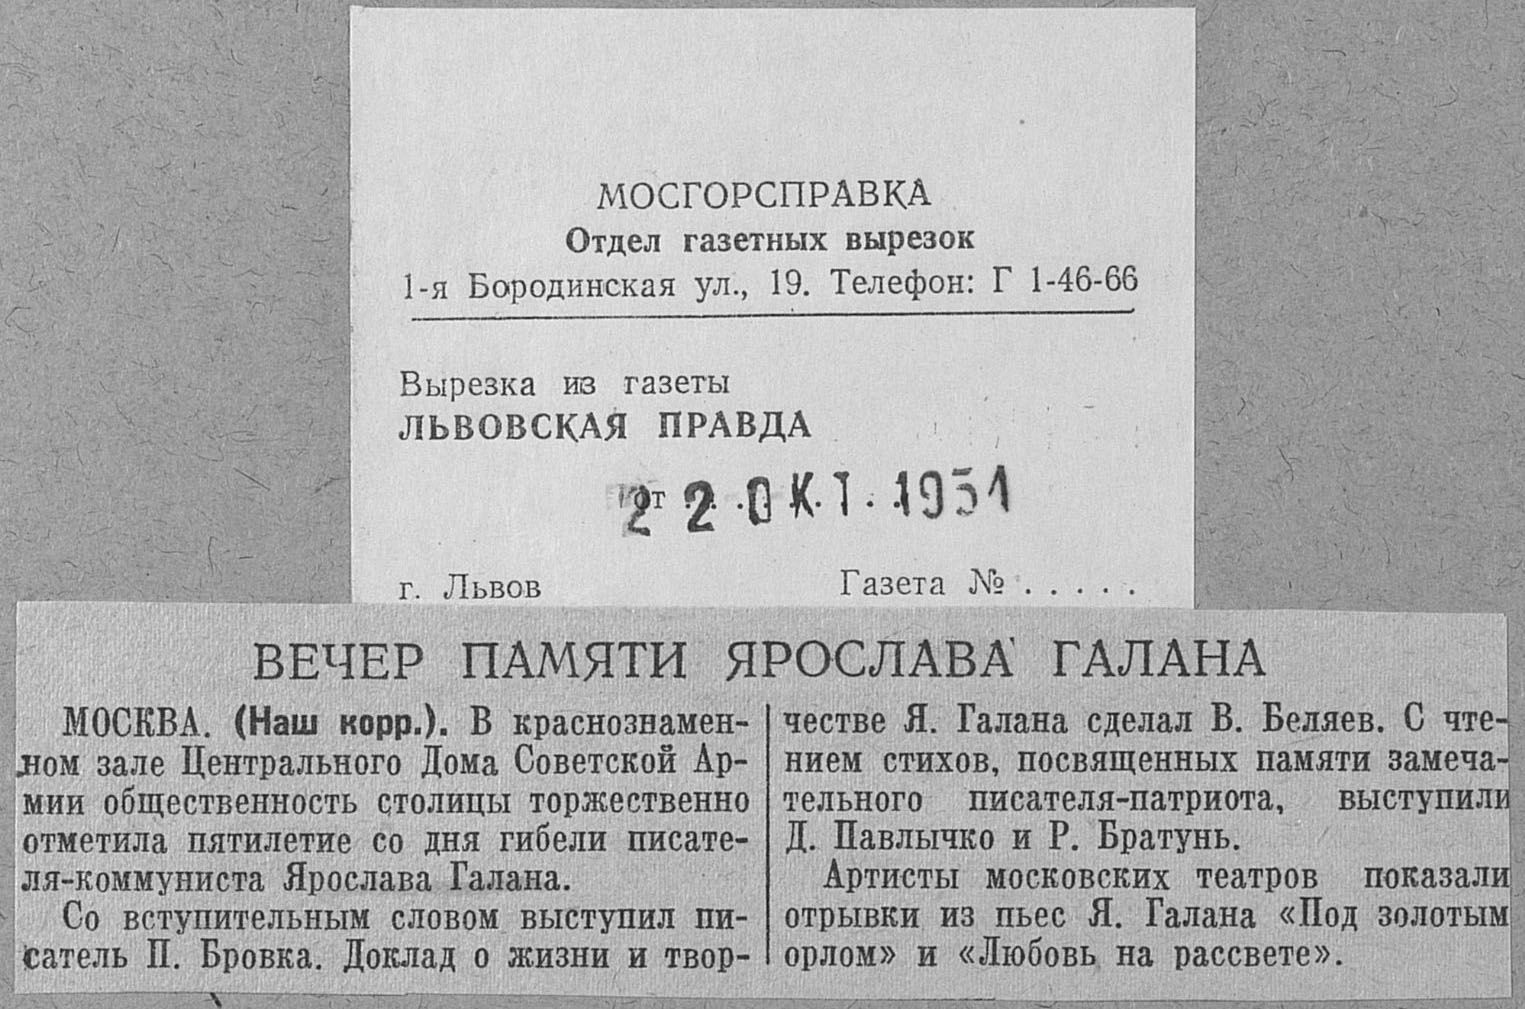 МОСГОРСПРАВКА
Отдел газетных вырезок
1-я Бородинская ул., 19. Телефон: Г 1-46-66
Вырезка из газеты
ЛЬВОВСКАЯ ПРАВДА
от 22 ОКТ. 1951
г. Львов Газета № . . . . .
ВЕЧЕР ПАМЯТИ ЯРОСЛАВА ГАЛАНА
МОСКВА. (Наш корр.). В краснознамен-
ном зале Центрального Дома Советской Ар-
мии общественность столицы торжественно
отметила пятилетие со дня гибели писате-
ля-коммуниста Ярослава Галана.
Со вступительным словом выступил пи-
сатель П. Бровка. Доклад о жизни и твор-
честве Я. Галана сделал В. Беляев. С чте-
нием стихов, посвященных памяти замеча-
тельного писателя-патриота, выступили
Д. Павлычко и Р. Братунь.
Артисты московских театров показали
отрывки из пьес Я. Галана «Под золотым
орлом» и «Любовь на рассвете».